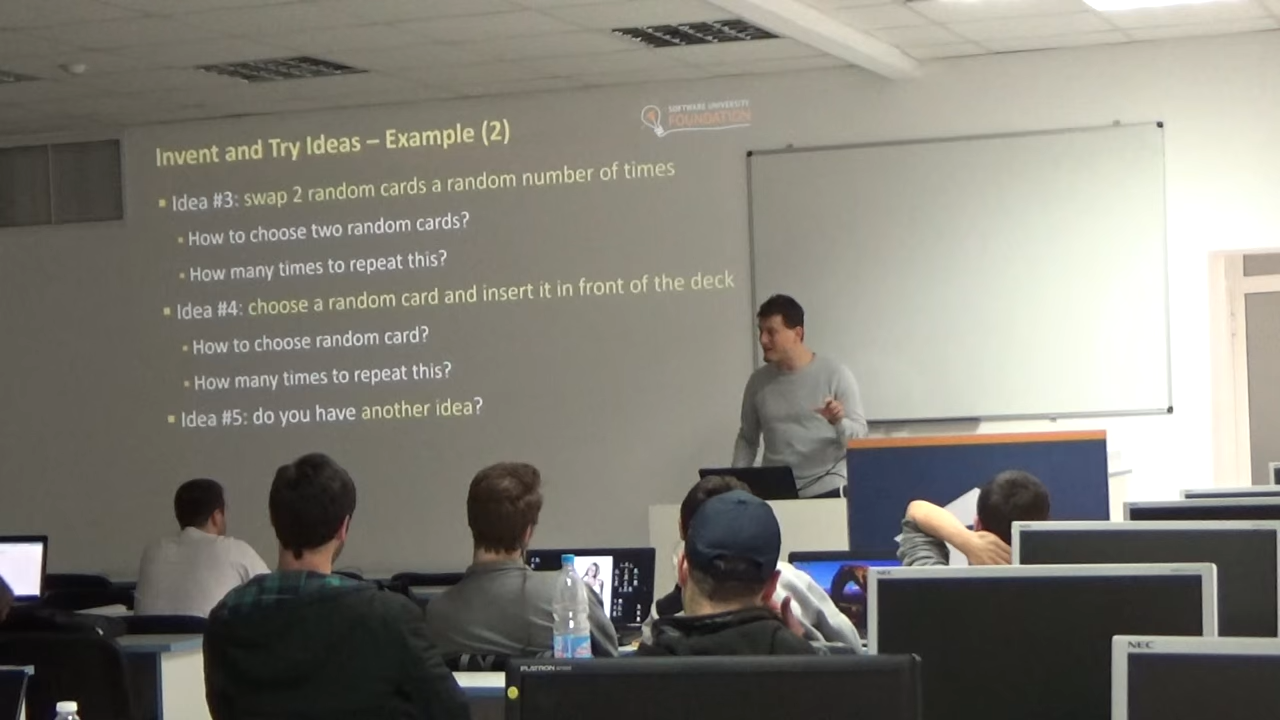 SOFTWARE UNIVERSITY
FOUNDATION
Invent and Try Ideas – Example (2)
▪ Idea #3: swap 2 random cards a random number of times
▪ How to choose two random cards?
▪ How many times to repeat this?
▪ Idea #4: choose a random card and insert it in front of the deck
▪ How to choose random card?
▪ How many times to repeat this?
▪ Idea #5: do you have another idea?
NEC
PLATRON
NEC